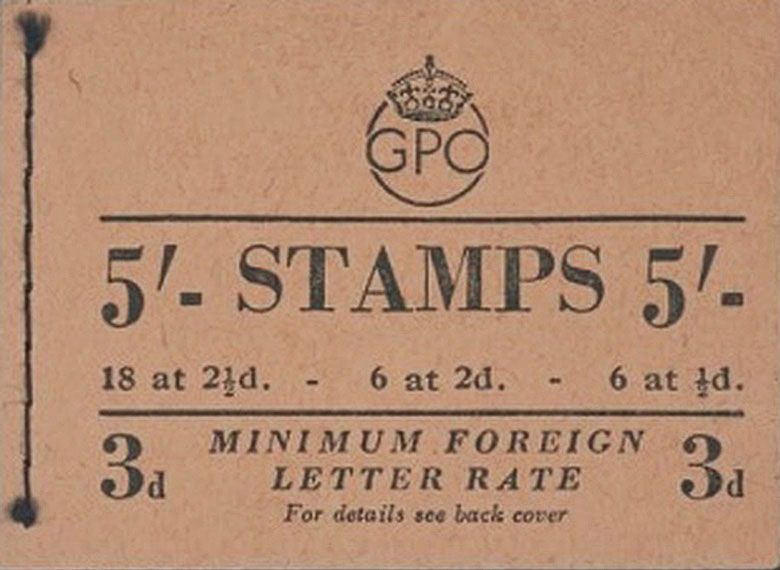 GPO
5/- STAMPS 5/-
18 at 2½d. - 6 at 2d. - 6 at ½d.
3d MINIMUM FOREIGN 3d
LETTER RATE
For details see back cover